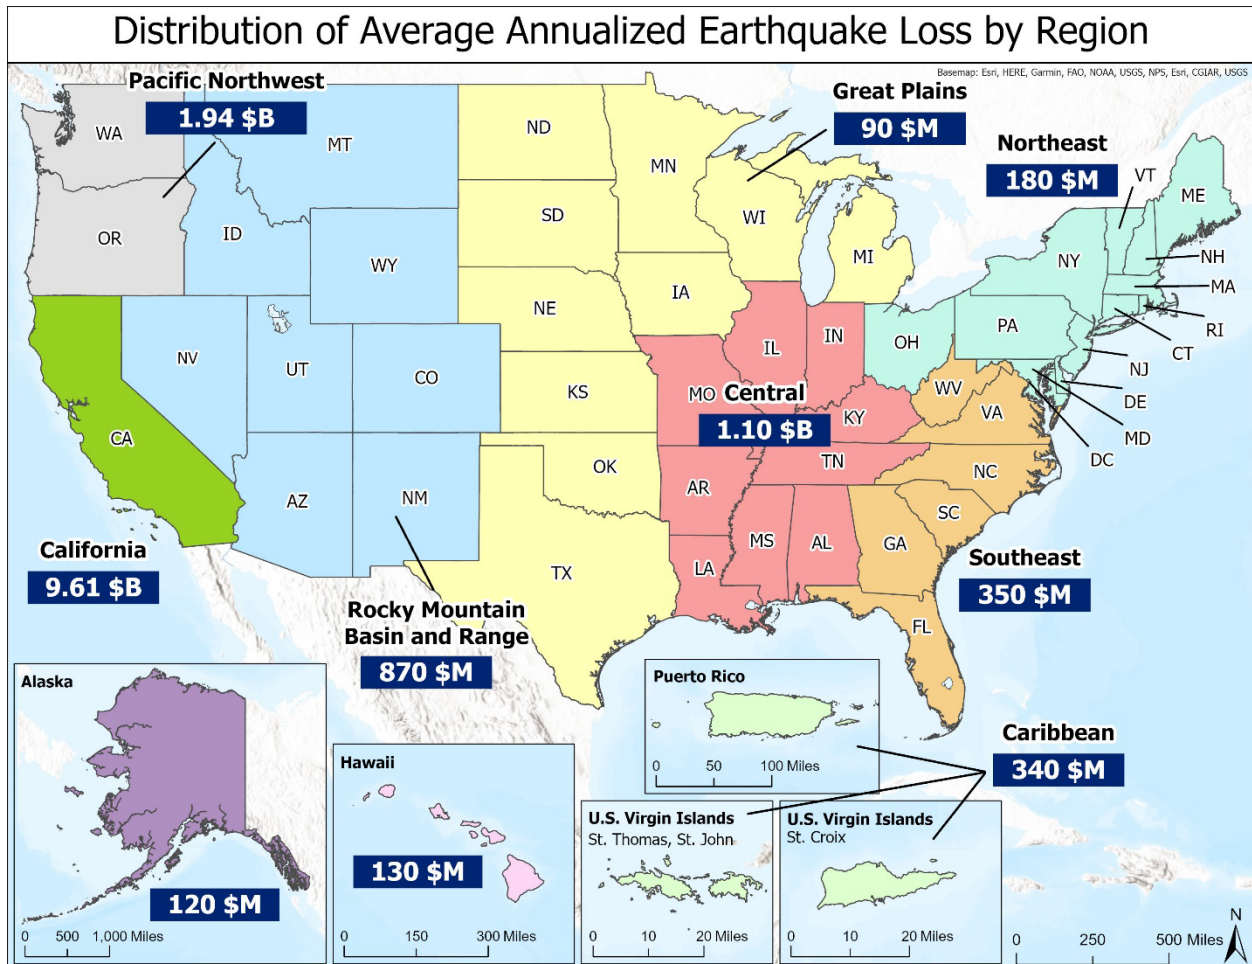 Distribution of Average Annualized Earthquake Loss by Region
Basemap: Esri, HERE, Garmin, FAO, NOAA, USGS, NPS, Esri, CGIAR, USGS
Pacific Northwest
1.94 $B
Great Plains
90 $M
Northeast
180 $M
WA
OR
MT
ID
WY
NV
UT
CO
AZ
NM
CA
ND
SD
NE
KS
OK
TX
MN
IA
WI
MI
IL
IN
MO
KY
TN
AR
MS
AL
LA
OH
PA
NY
VT
ME
NH
MA
RI
CT
NJ
DE
MD
DC
WV
VA
NC
SC
GA
FL
Central
1.10 $B
California
9.61 $B
Rocky Mountain
Basin and Range
870 $M
Southeast
350 $M
Caribbean
340 $M
Alaska
120 $M
0 500 1,000 Miles
Hawaii
130 $M
0 150 300 Miles
Puerto Rico
0 50 100 Miles
U.S. Virgin Islands
St. Thomas, St. John
0 10 20 Miles
U.S. Virgin Islands
St. Croix
0 10 20 Miles
N
0 250 500 Miles